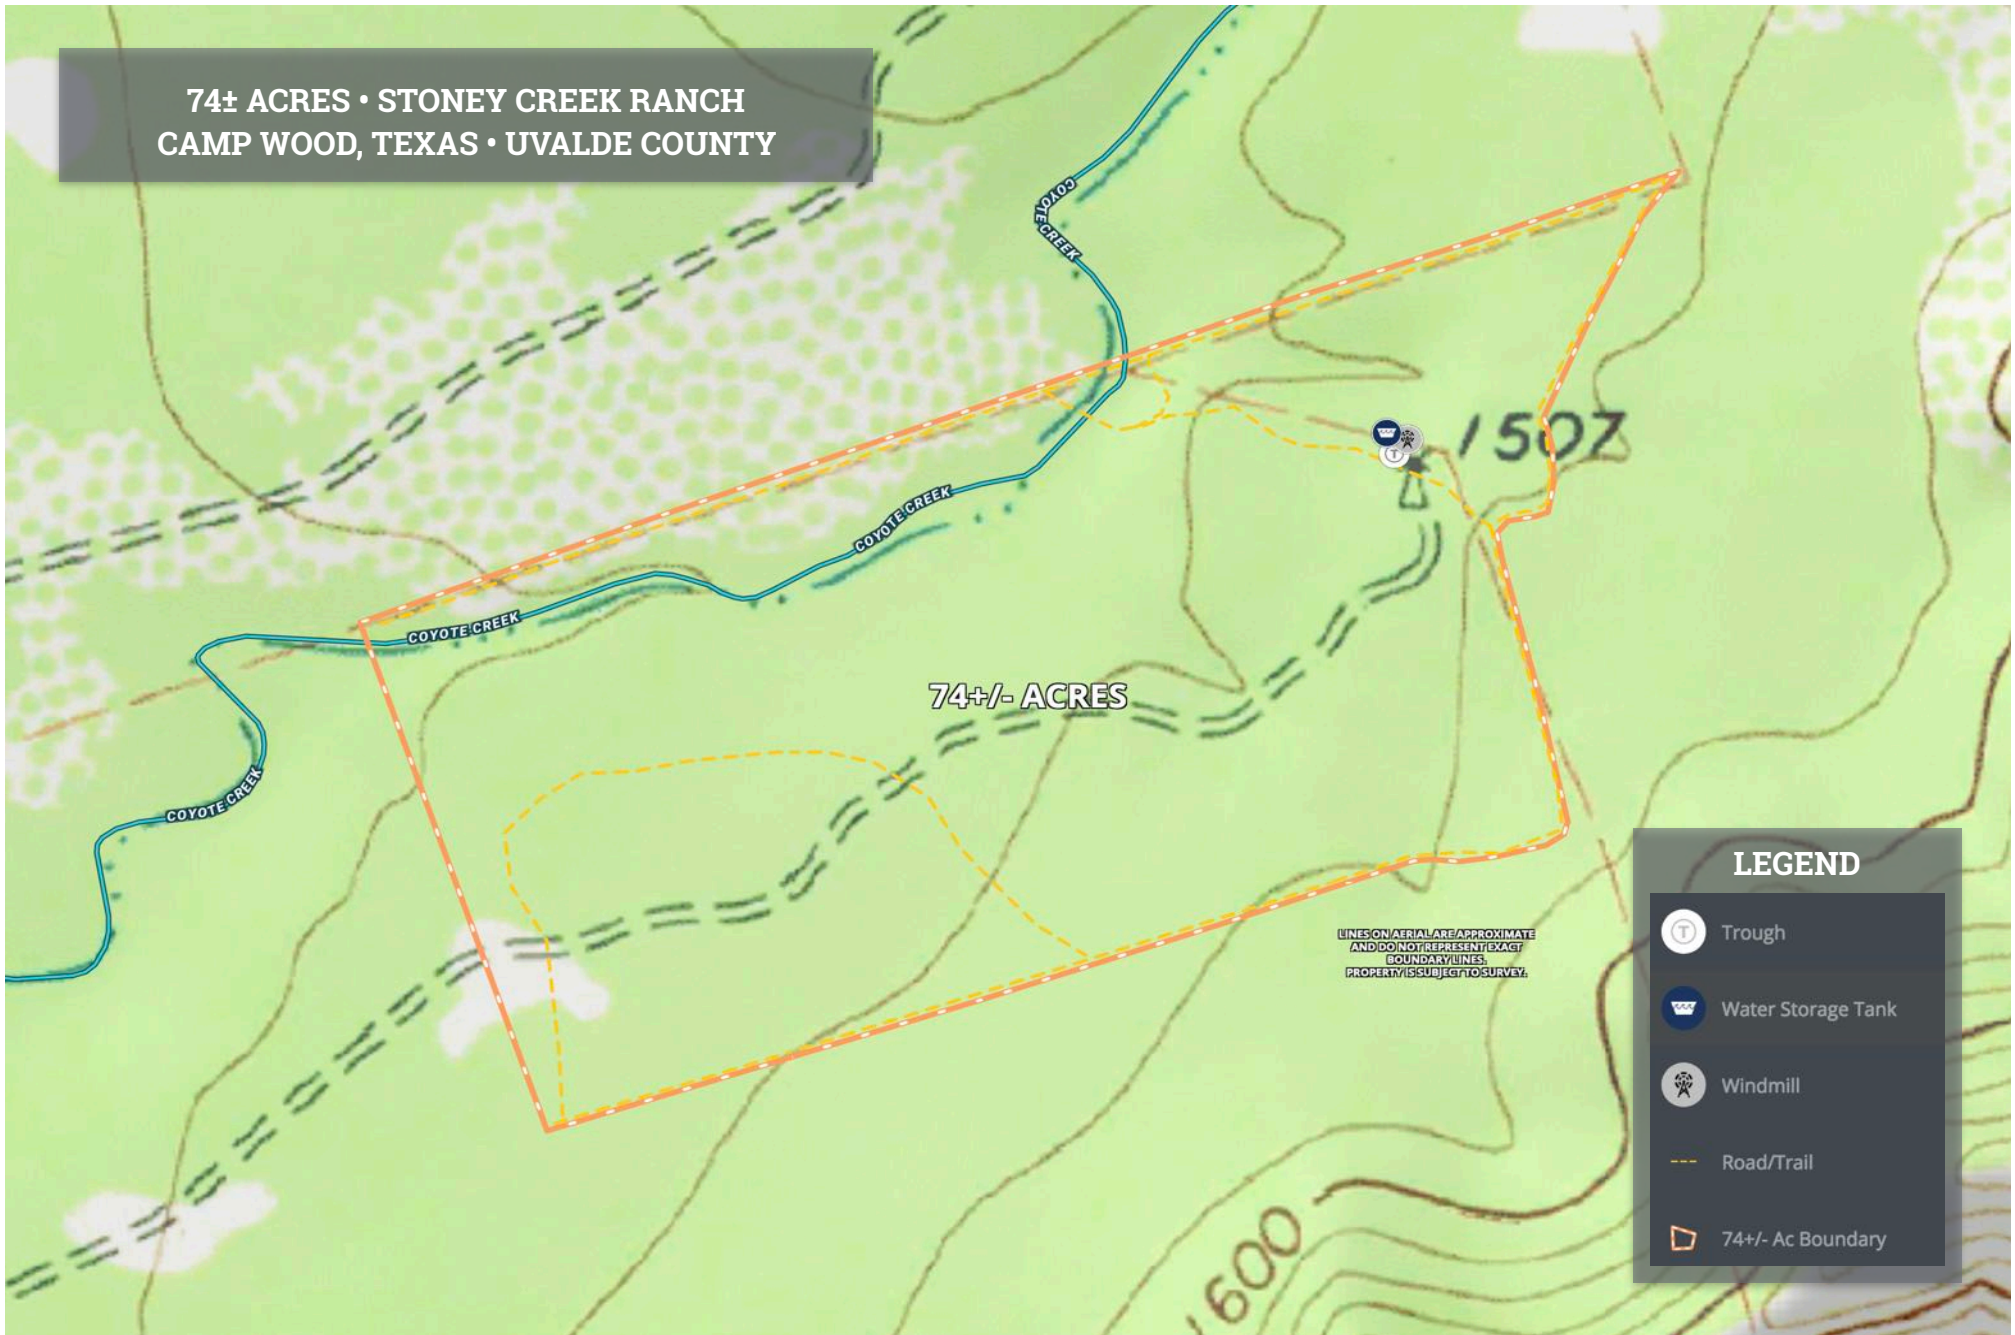 74± ACRES • STONEY CREEK RANCH
CAMP WOOD, TEXAS • UVALDE COUNTY
COYOTE CREEK
1507
COYOTE CREEK
COYOTE CREEK
74+/- ACRES
COYOTE CREEK
LINES ON AERIAL ARE APPROXIMATE
AND DO NOT REPRESENT EXACT
BOUNDARY LINES.
PROPERTY IS SUBJECT TO SURVEY.
LEGEND
T Trough
Water Storage Tank
Windmill
Road/Trail
74+/- Ac Boundary
T
1600